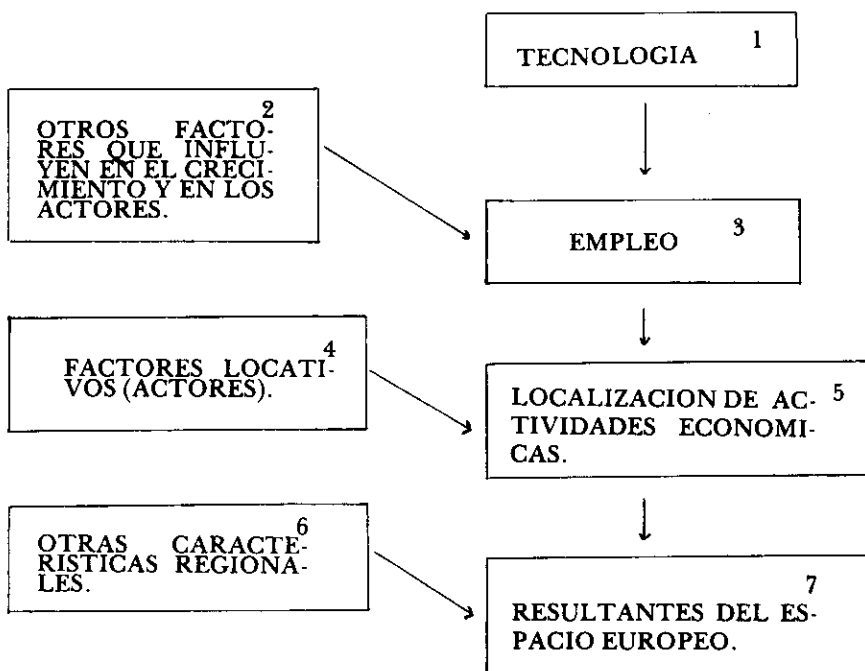 1
TECNOLOGIA
2
OTROS FACTO-
RES QUE INFLU-
YEN EN EL CRECI-
MIENTO Y EN LOS
ACTORES.
3
EMPLEO
4
FACTORES LOCATI-
VOS (ACTORES).
5
LOCALIZACION DE AC-
TIVIDADES ECONOMI-
CAS.
6
OTRAS CARACTE-
RISTICAS REGIONA-
LES.
7
RESULTANTES DEL ES-
PACIO EUROPEO.